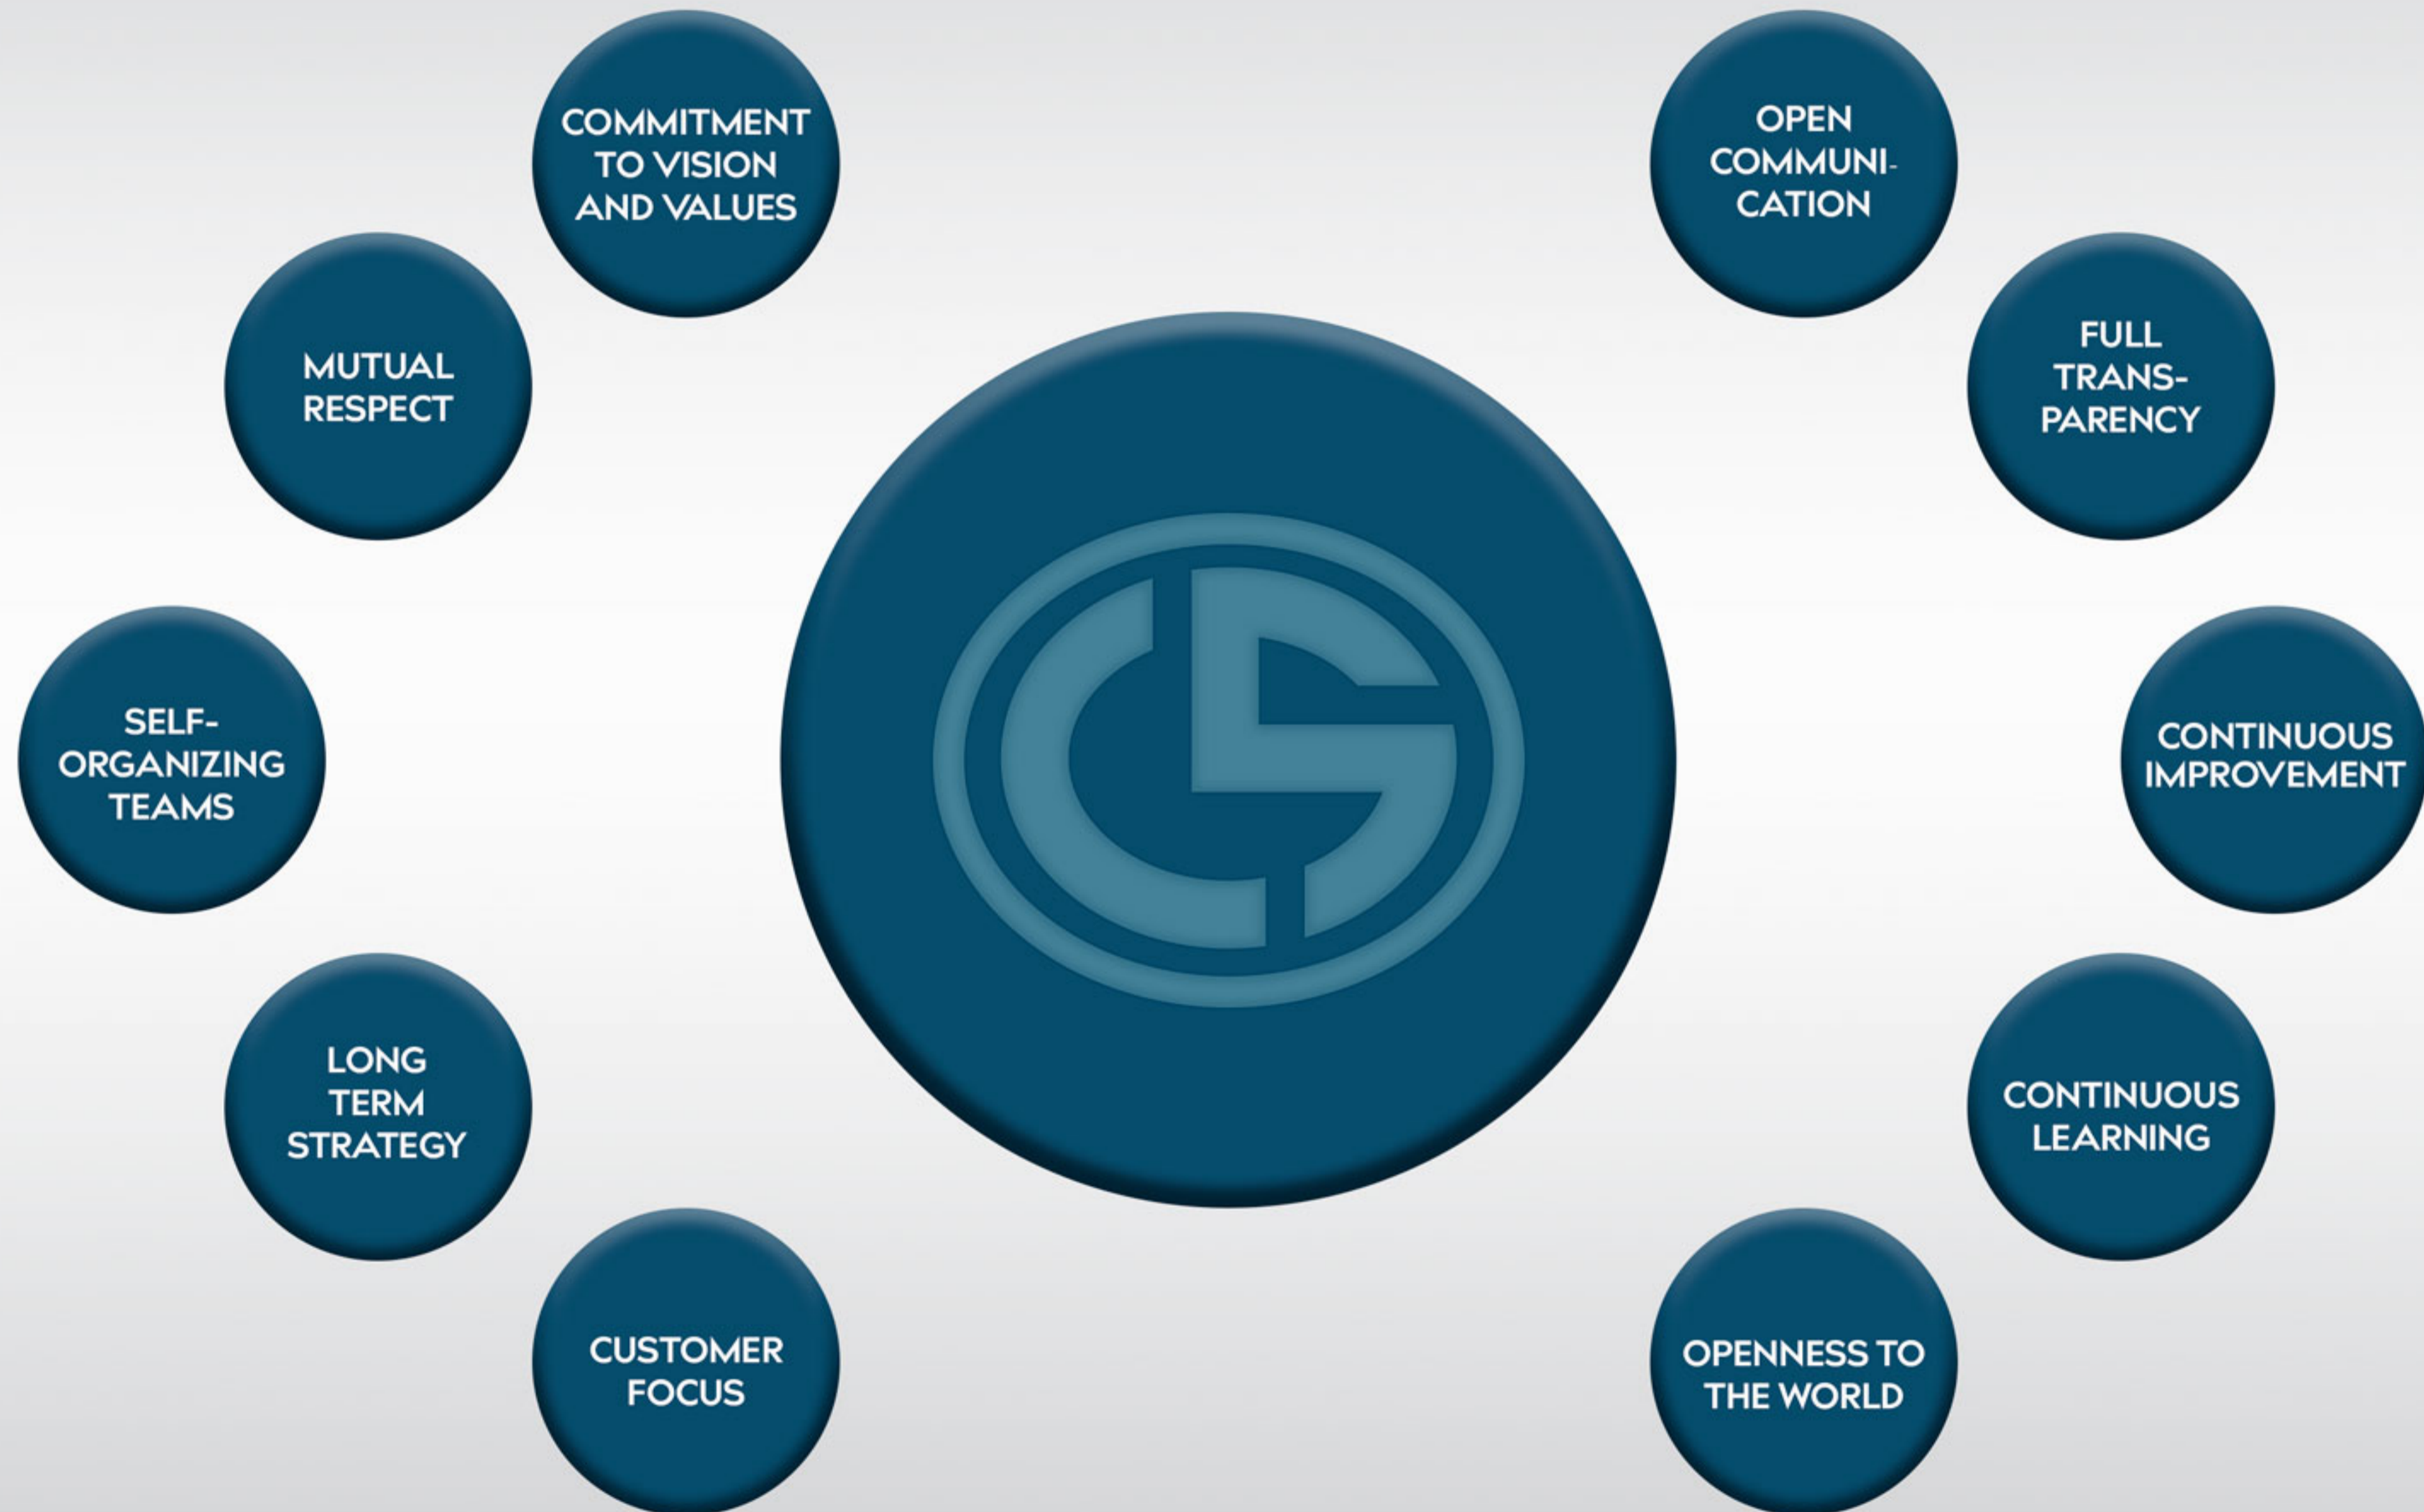 COMMITMENT
TO VISION
AND VALUES
OPEN
COMMUNI-
CATION
MUTUAL
RESPECT
FULL
TRANS-
PARENCY
SELF-
ORGANIZING
TEAMS
CS
CONTINUOUS
IMPROVEMENT
LONG
TERM
STRATEGY
CONTINUOUS
LEARNING
CUSTOMER
FOCUS
OPENNESS TO
THE WORLD